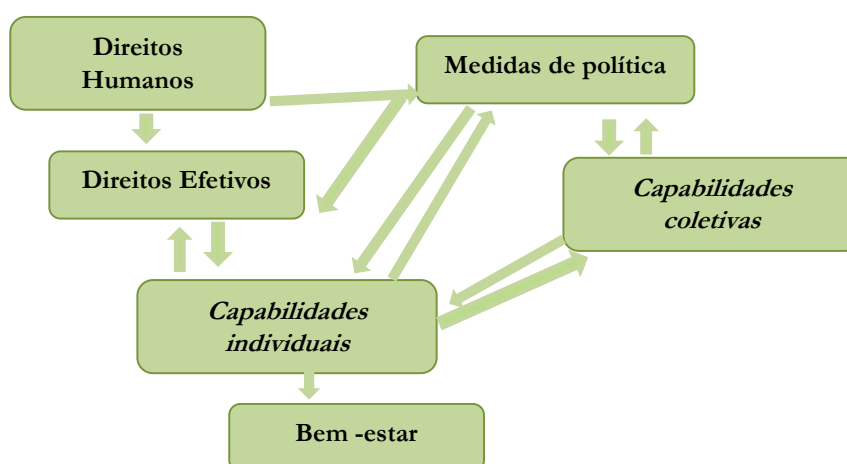 Direitos
Humanos
Medidas de política
Direitos Efetivos
Capabilidades
coletivas
Capabilidades
individuais
Bem -estar